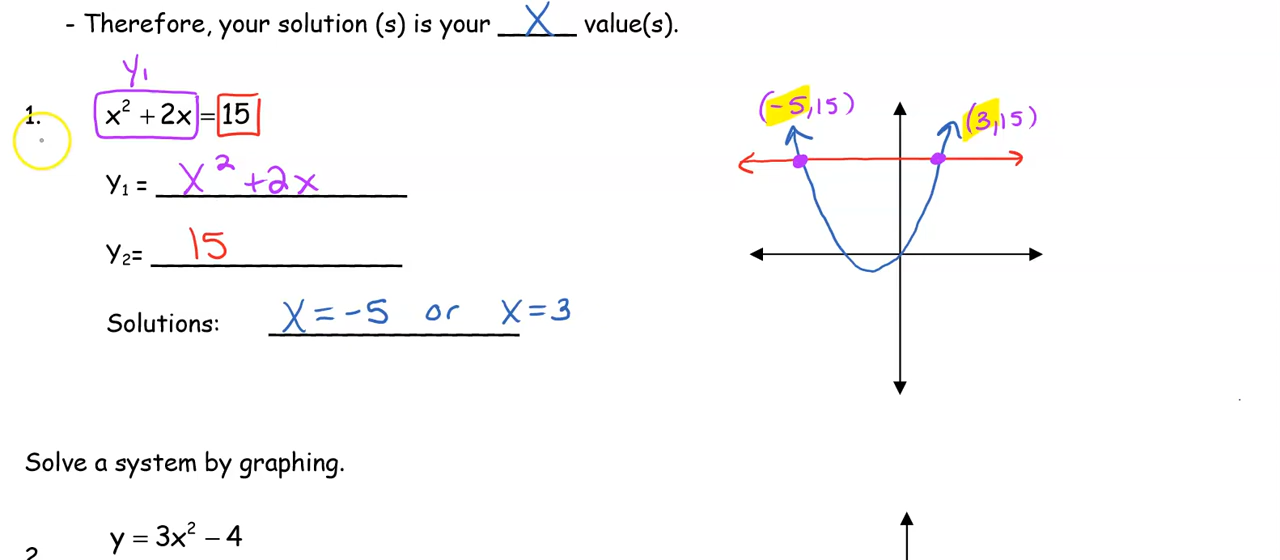 - Therefore, your solution (s) is your X value(s).
Y₁
1. x² + 2x = 15
Y₁ = x² + 2x
Y₂= 15
Solutions: x = -5 or x = 3
(-5, 15)
(3, 15)
Solve a system by graphing.
y = 3x² - 4
2